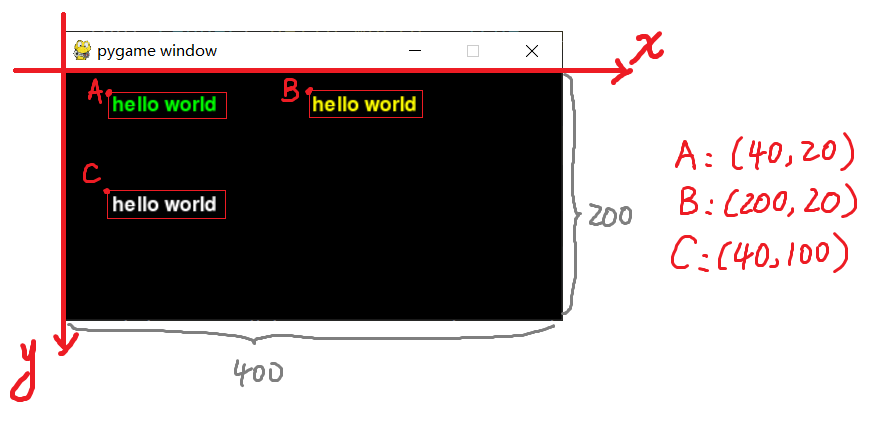 pygame window
x
A
hello world
B
hello world
C
hello world
200
400
y
A: (40,20)
B: (200,20)
C: (40,100)